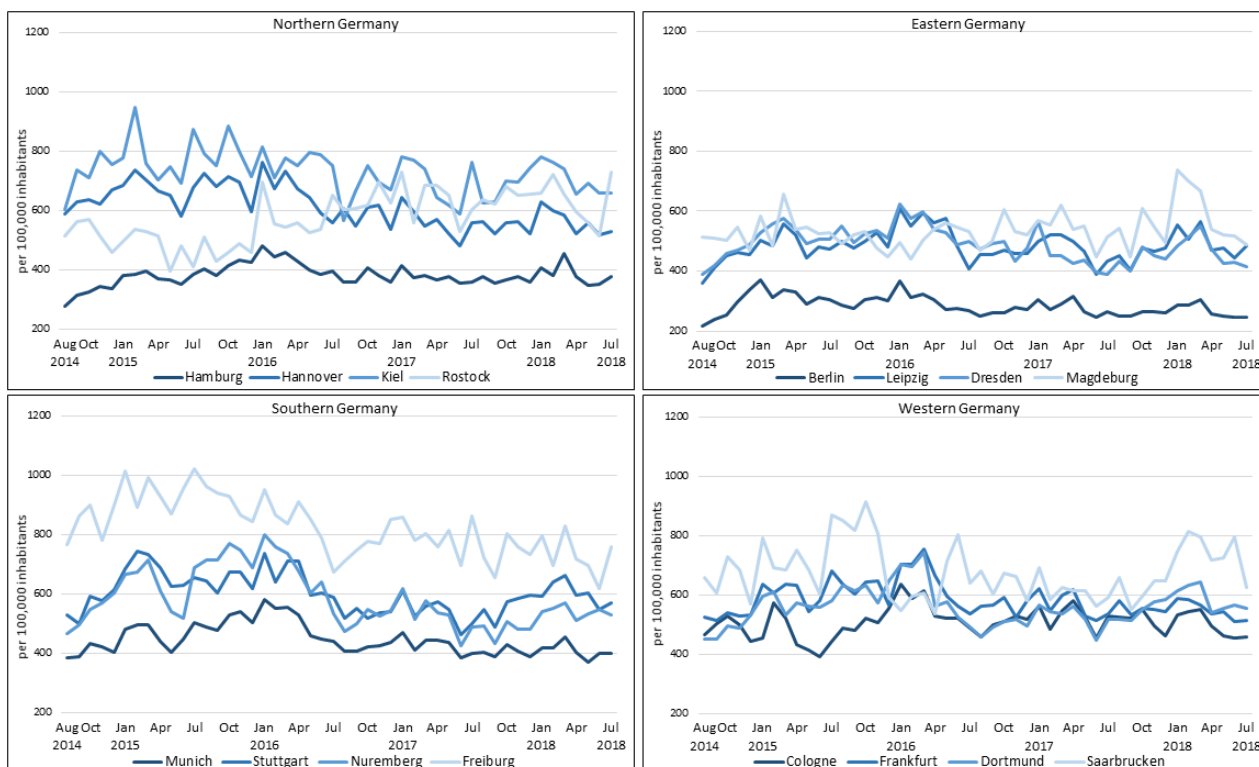 Northern Germany
1200
1000
800
600
400
200
per 100,000 inhabitants
Aug Oct Jan Apr Jul Oct Jan Apr Jul Oct Jan Apr Jul Oct Jan Apr Jul
2014 2015 2016 2017 2018 2018
Hamburg Hannover Kiel Rostock
Eastern Germany
1200
1000
800
600
400
200
per 100,000 inhabitants
Aug Oct Jan Apr Jul Oct Jan Apr Jul Oct Jan Apr Jul Oct Jan Apr Jul
2014 2015 2016 2017 2018 2018
Berlin Leipzig Dresden Magdeburg
Southern Germany
1200
1000
800
600
400
200
per 100,000 inhabitants
Aug Oct Jan Apr Jul Oct Jan Apr Jul Oct Jan Apr Jul Oct Jan Apr Jul
2014 2015 2016 2017 2018 2018
Munich Stuttgart Nuremberg Freiburg
Western Germany
1200
1000
800
600
400
200
per 100,000 inhabitants
Aug Oct Jan Apr Jul Oct Jan Apr Jul Oct Jan Apr Jul Oct Jan Apr Jul
2014 2015 2016 2017 2018 2018
Cologne Frankfurt Dortmund Saarbrucken